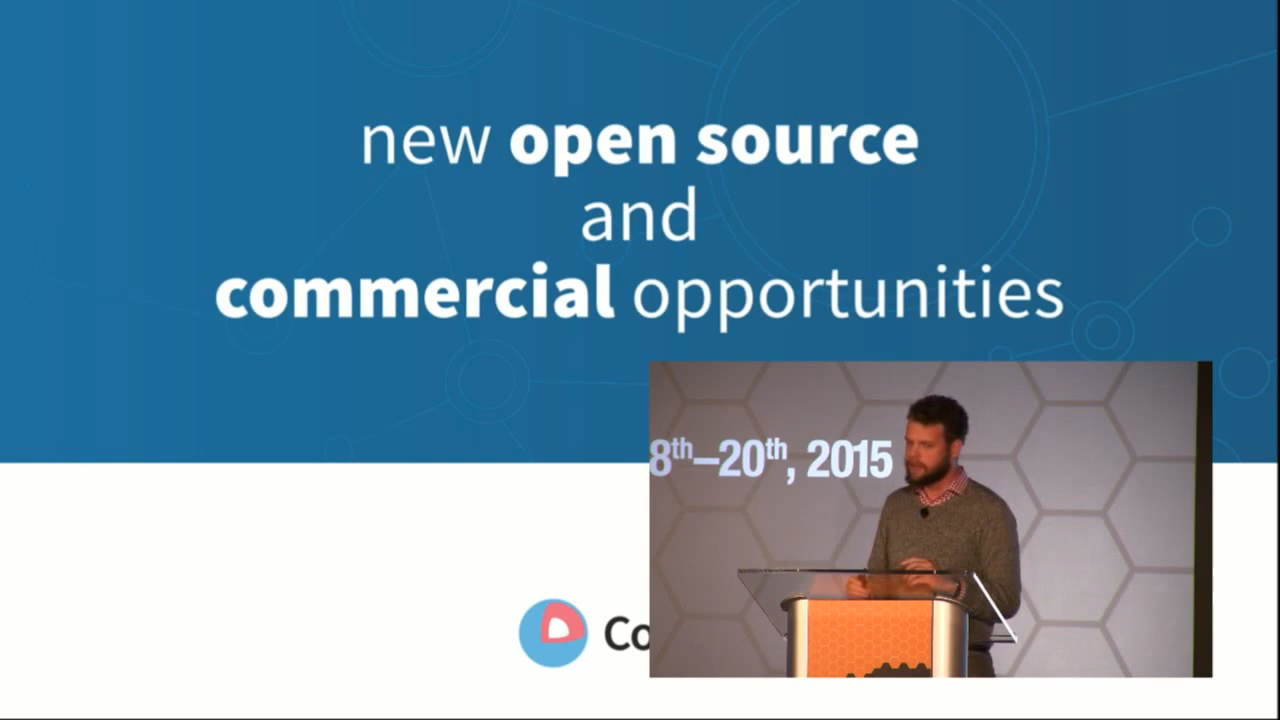 new open source
and
commercial opportunities
8th–20th, 2015
Co